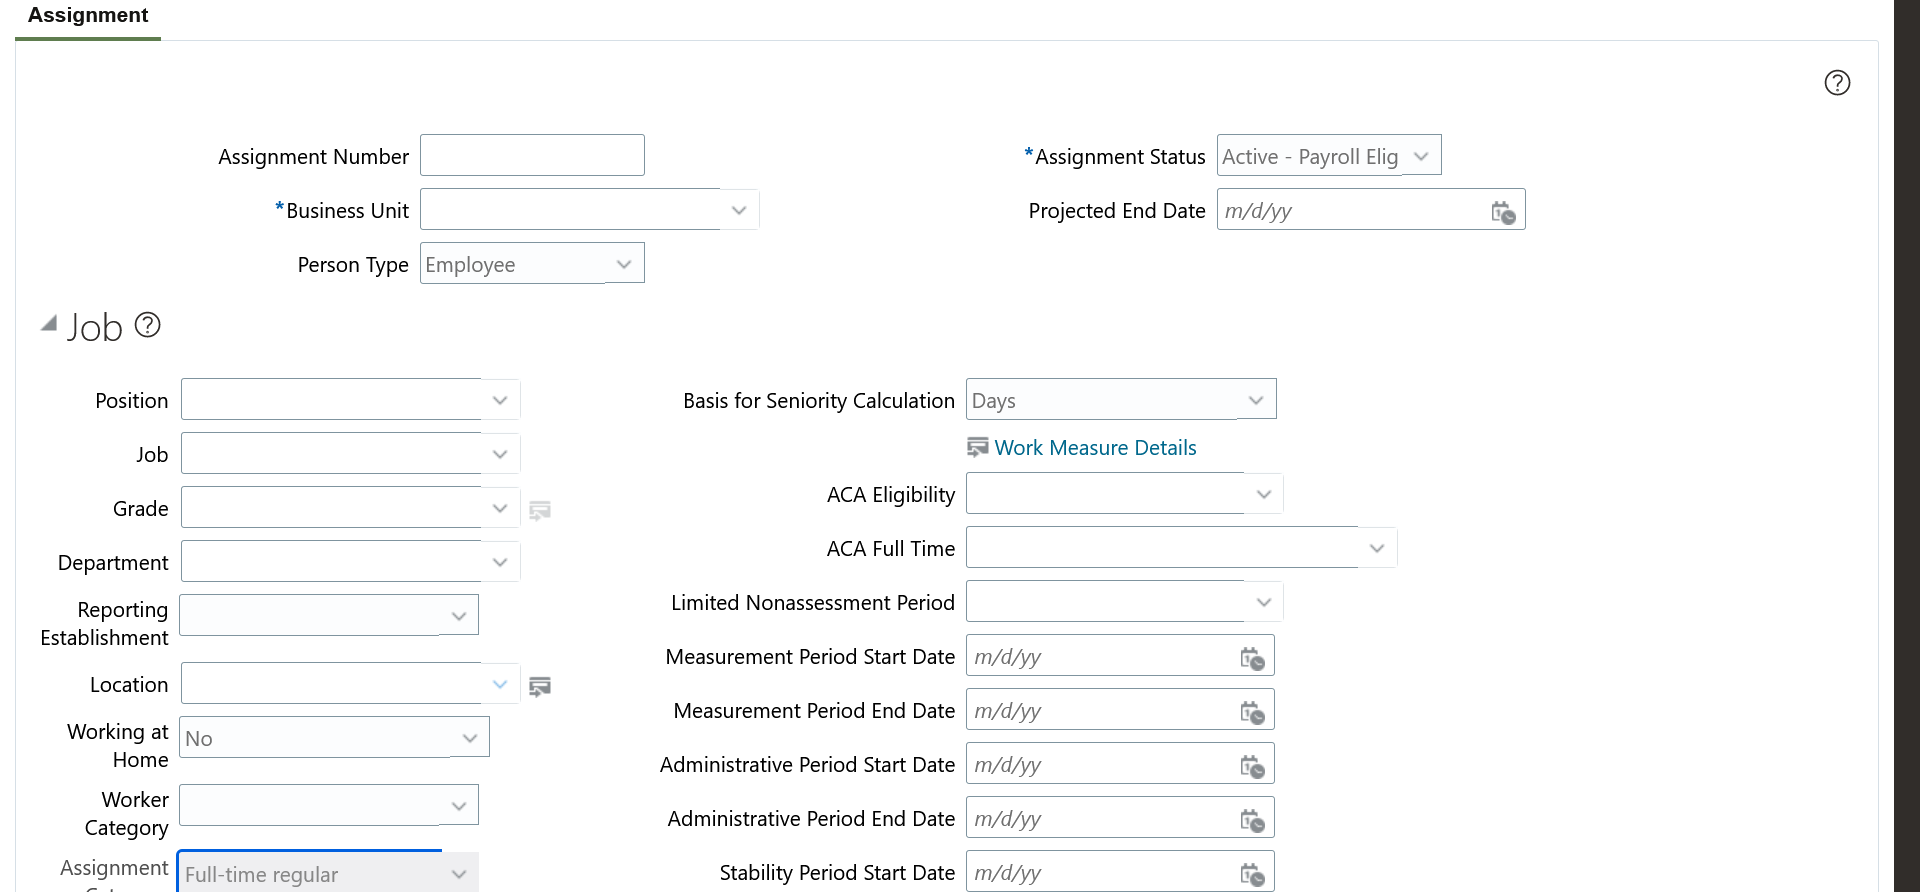 Assignment
Assignment Number
*Assignment Status Active - Payroll Elig
*Business Unit
Projected End Date m/d/yy
Person Type Employee
Job
Position
Basis for Seniority Calculation Days
Job
Work Measure Details
Grade
ACA Eligibility
Department
ACA Full Time
Reporting
Establishment
Limited Nonassessment Period
Location
Measurement Period Start Date m/d/yy
Working at
Home
No
Measurement Period End Date m/d/yy
Administrative Period Start Date m/d/yy
Worker
Category
Administrative Period End Date m/d/yy
Assignment
Full-time regular
Stability Period Start Date m/d/yy